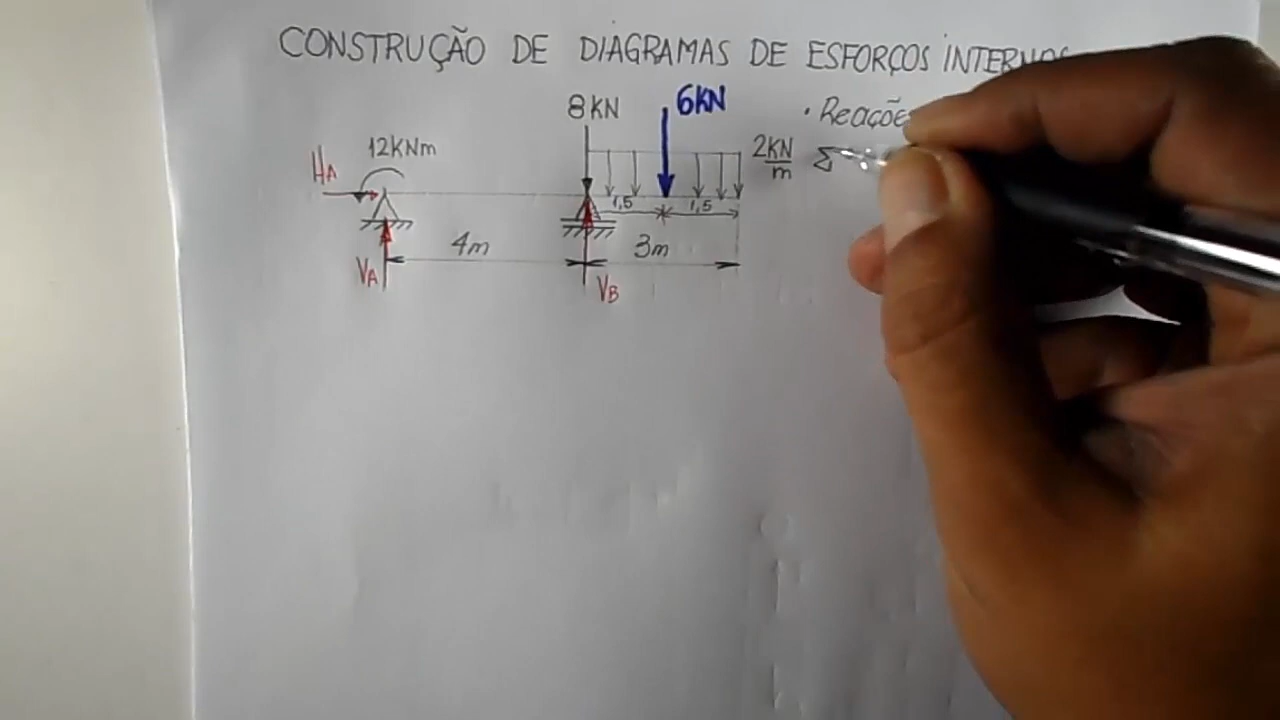 CONSTRUÇÃO DE DIAGRAMAS DE ESFORÇOS
8KN 6KN
• Reaçõe
12KNm
HA
2KN/m Σ
1,5 1,5
4m 3m
VA VB